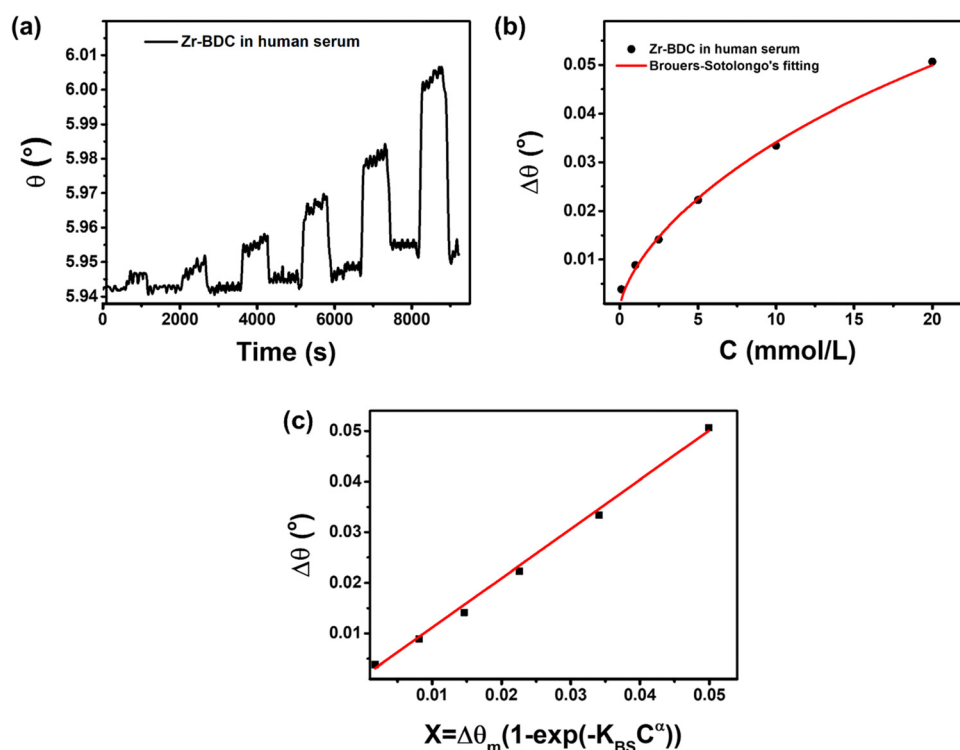 (a)
Zr-BDC in human serum
6.01
6.00
5.99
5.98
5.97
5.96
5.95
5.94
θ (°)
0 2000 4000 6000 8000
Time (s)
(b)
Zr-BDC in human serum
Brouers-Sotolongo's fitting
0.05
0.04
0.03
0.02
0.01
Δθ (°)
0 5 10 15 20
C (mmol/L)
(c)
0.05
0.04
0.03
0.02
0.01
Δθ (°)
0.01 0.02 0.03 0.04 0.05
X=Δθm(1-exp(-KBSCα))